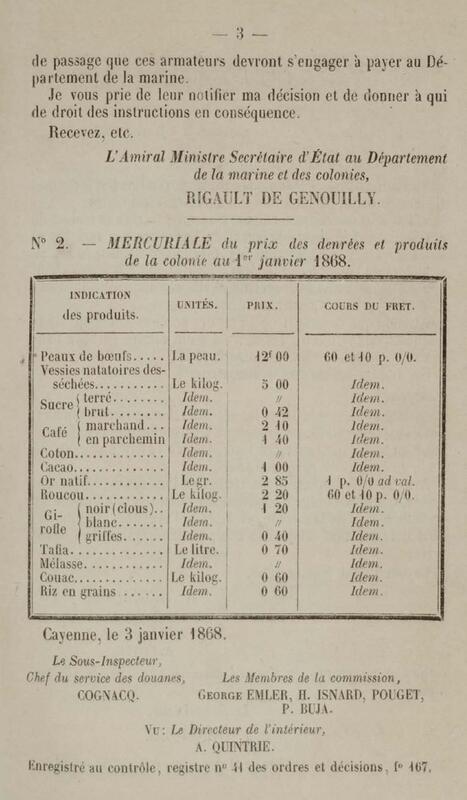 — 3 —
de passage que ces armateurs devront s'engager à payer au Dé-
partement de la marine.
Je vous prie de leur notifier ma décision et de donner à qui
de droit des instructions en conséquence.
Recevez, etc.
L'Amiral Ministre Secrétaire d'État au Département
de la marine et des colonies,
RIGAULT DE GENOUILLY.
N° 2. — MERCURIALE du prix des denrées et produits
de la colonie au 1er janvier 1868.
INDICATION des produits. UNITÉS. PRIX. COURS DU FRET.
Peaux de bœufs..... La peau. 12f 00 60 et 10 p. 0/0.
Vessies natatoires des-
séchées........... Le kilog. 5 00 Idem.
Sucre { terré........ Idem. // Idem.
{ brut........ Idem. 0 42 Idem.
Café { marchand... Idem. 2 10 Idem.
{ en parchemin Idem. 1 40 Idem.
Coton............. Idem. // Idem.
Cacao............. Idem. 1 00 Idem.
Or natif........... Le gr. 2 85 1 p. 0/0 ad val.
Roucou............ Le kilog. 2 20 60 et 10 p. 0/0.
Gi-
rofle { noir (clous).. Idem. 1 20 Idem.
{ blanc....... Idem. // Idem.
{ griffes...... Idem. 0 40 Idem.
Tafia.............. Le litre. 0 70 Idem.
Mélasse............ Idem. // Idem.
Couac............. Le kilog. 0 60 Idem.
Riz en grains ...... Idem. 0 60 Idem.
Cayenne, le 3 janvier 1868.
Le Sous-Inspecteur,
Chef du service des douanes, Les Membres de la commission,
COGNACQ. GEORGE EMLER, H. ISNARD, POUGET,
P. BUJA.
VU : Le Directeur de l'intérieur,
A. QUINTRIE.
Enregistré au contrôle, registre n° 41 des ordres et décisions, f° 167.